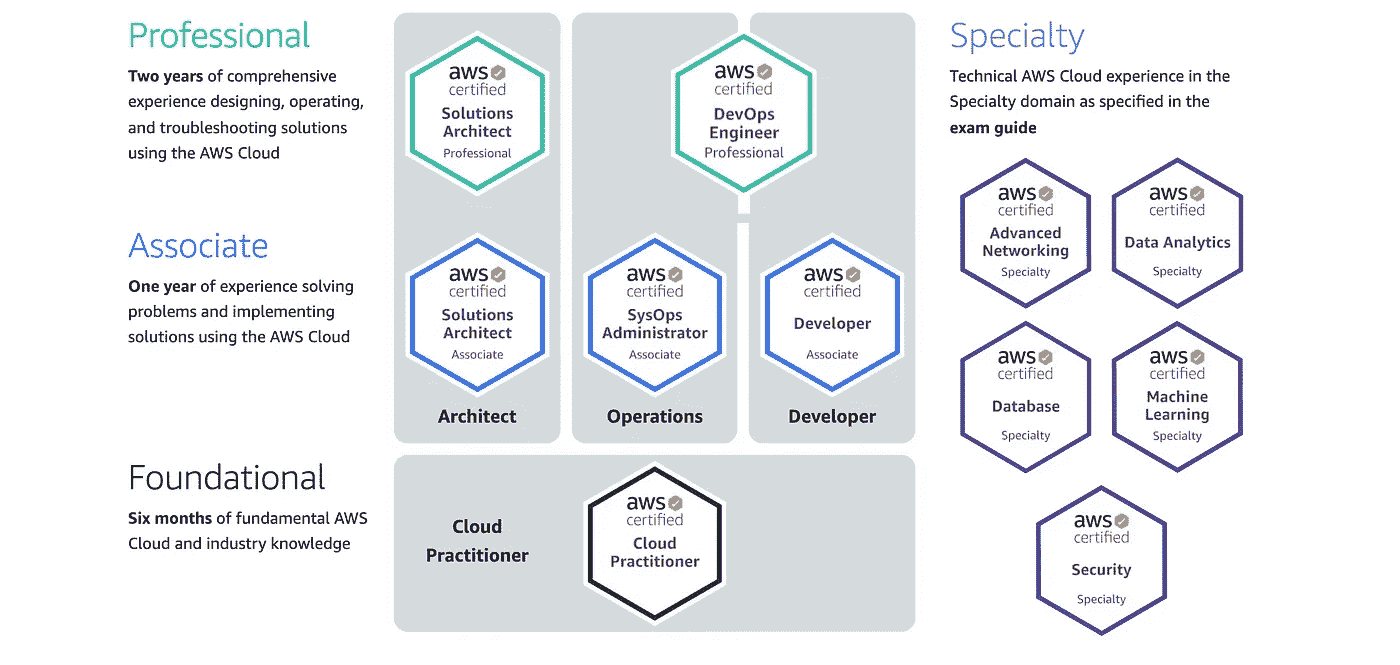 Professional
Two years of comprehensive
experience designing, operating,
and troubleshooting solutions
using the AWS Cloud
aws
certified
Solutions
Architect
Professional
aws
certified
DevOps
Engineer
Professional
Associate
One year of experience solving
problems and implementing
solutions using the AWS Cloud
aws
certified
Solutions
Architect
Associate
aws
certified
SysOps
Administrator
Associate
aws
certified
Developer
Associate
Architect
Operations
Developer
Foundational
Six months of fundamental AWS
Cloud and industry knowledge
Cloud
Practitioner
aws
certified
Cloud
Practitioner
Specialty
Technical AWS Cloud experience in the
Specialty domain as specified in the
exam guide
aws
certified
Advanced
Networking
Specialty
aws
certified
Data Analytics
Specialty
aws
certified
Database
Specialty
aws
certified
Machine
Learning
Specialty
aws
certified
Security
Specialty